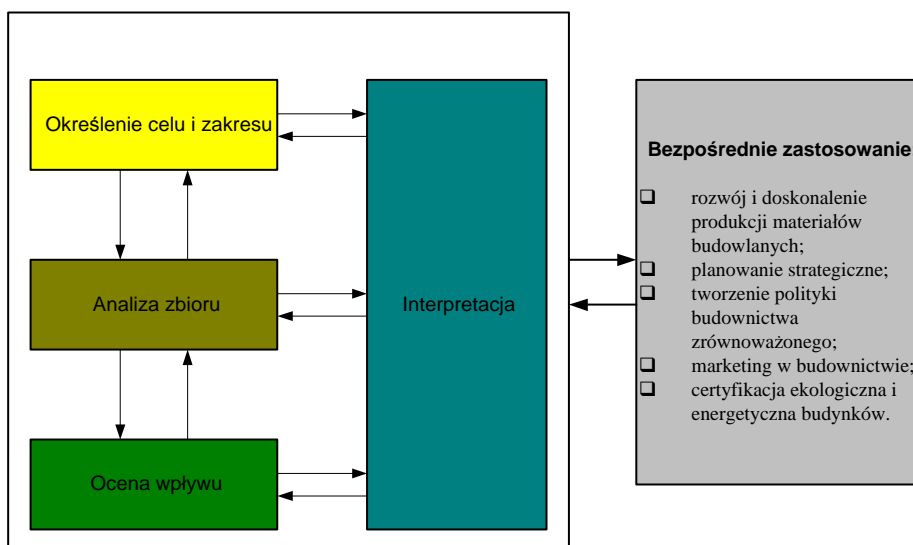 Określenie celu i zakresu
Analiza zbioru
Ocena wpływu
Interpretacja
Bezpośrednie zastosowanie
rozwój i doskonalenie
produkcji materiałów
budowlanych;
planowanie strategiczne;
tworzenie polityki
budownictwa
zrównoważonego;
marketing w budownictwie;
certyfikacja ekologiczna i
energetyczna budynków.